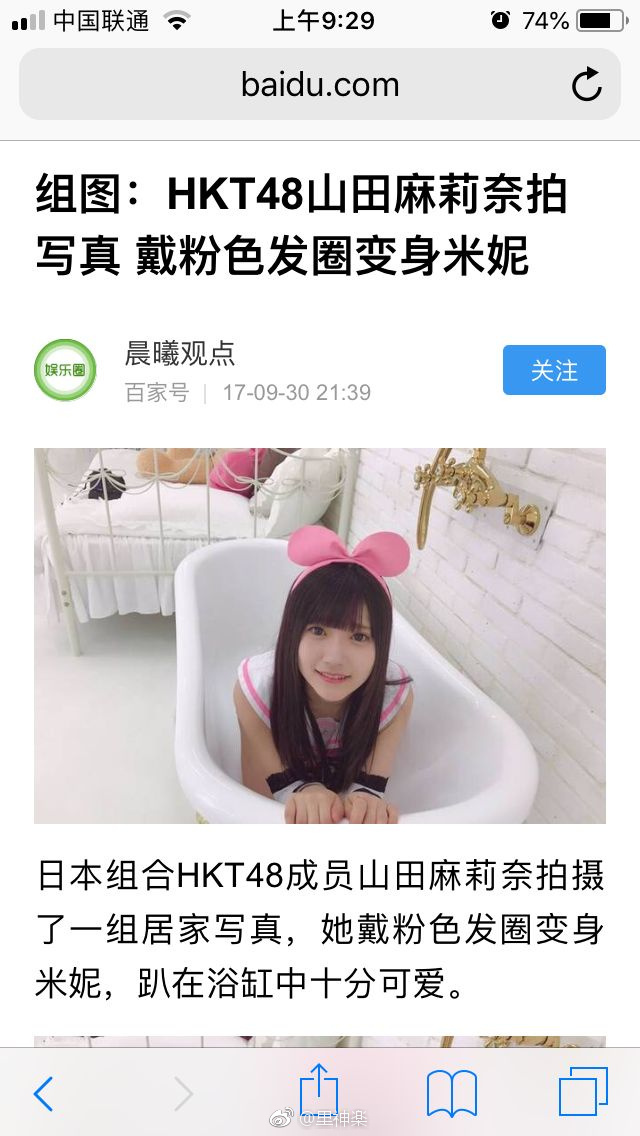 中国联通
上午9:29
74%
baidu.com
组图：HKT48山田麻莉奈拍
写真 戴粉色发圈变身米妮
娱乐圈
晨曦观点
百家号 | 17-09-30 21:39
关注
日本组合HKT48成员山田麻莉奈拍摄
了一组居家写真，她戴粉色发圈变身
米妮，趴在浴缸中十分可爱。
@里神楽